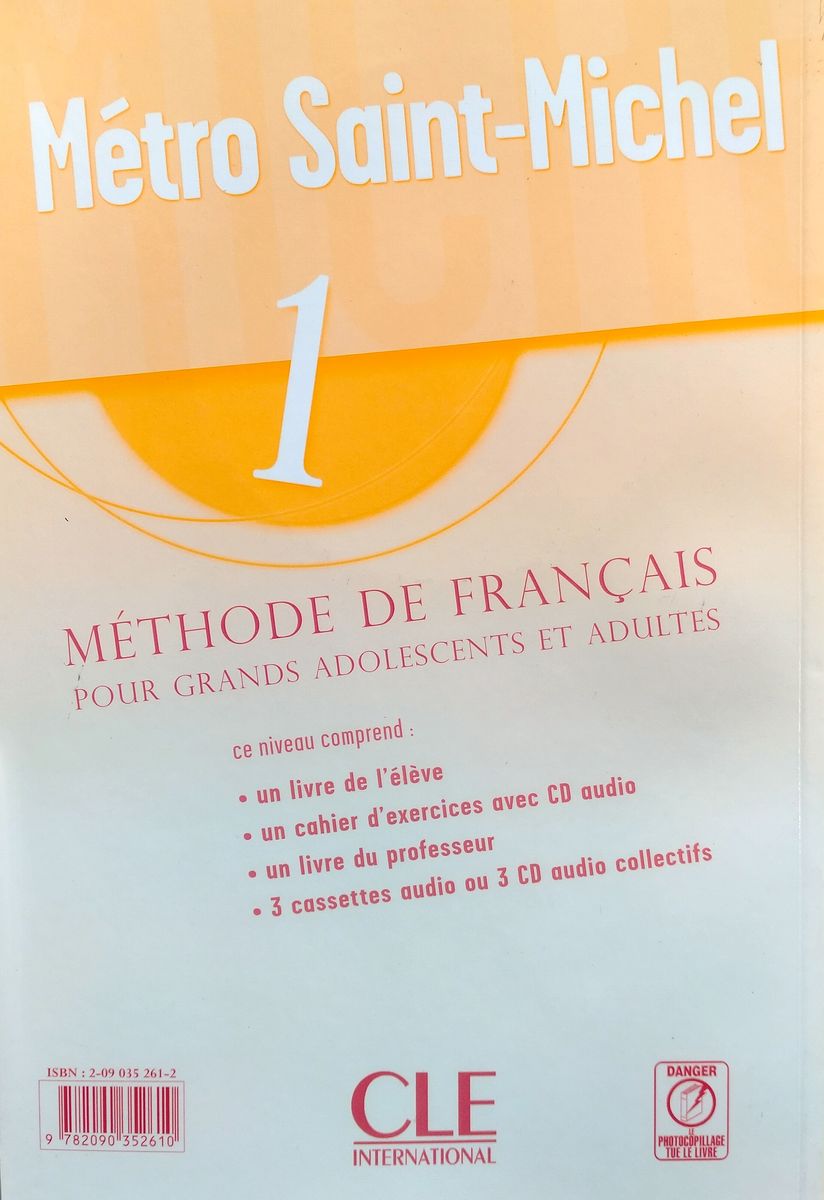 Métro Saint-Michel
1
MÉTHODE DE FRANÇAIS
POUR GRANDS ADOLESCENTS ET ADULTES
ce niveau comprend :
• un livre de l'élève
• un cahier d'exercices avec CD audio
• un livre du professeur
• 3 cassettes audio ou 3 CD audio collectifs
ISBN : 2-09 035 261-2
9 782090 352610
CLE
INTERNATIONAL
DANGER
LE
PHOTOCOPILLAGE
TUE LE LIVRE